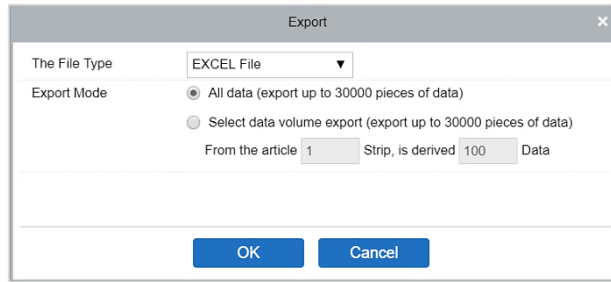 Export ×
The File Type EXCEL File ▼
Export Mode All data (export up to 30000 pieces of data)
Select data volume export (export up to 30000 pieces of data)
From the article 1 Strip, is derived 100 Data
OK Cancel